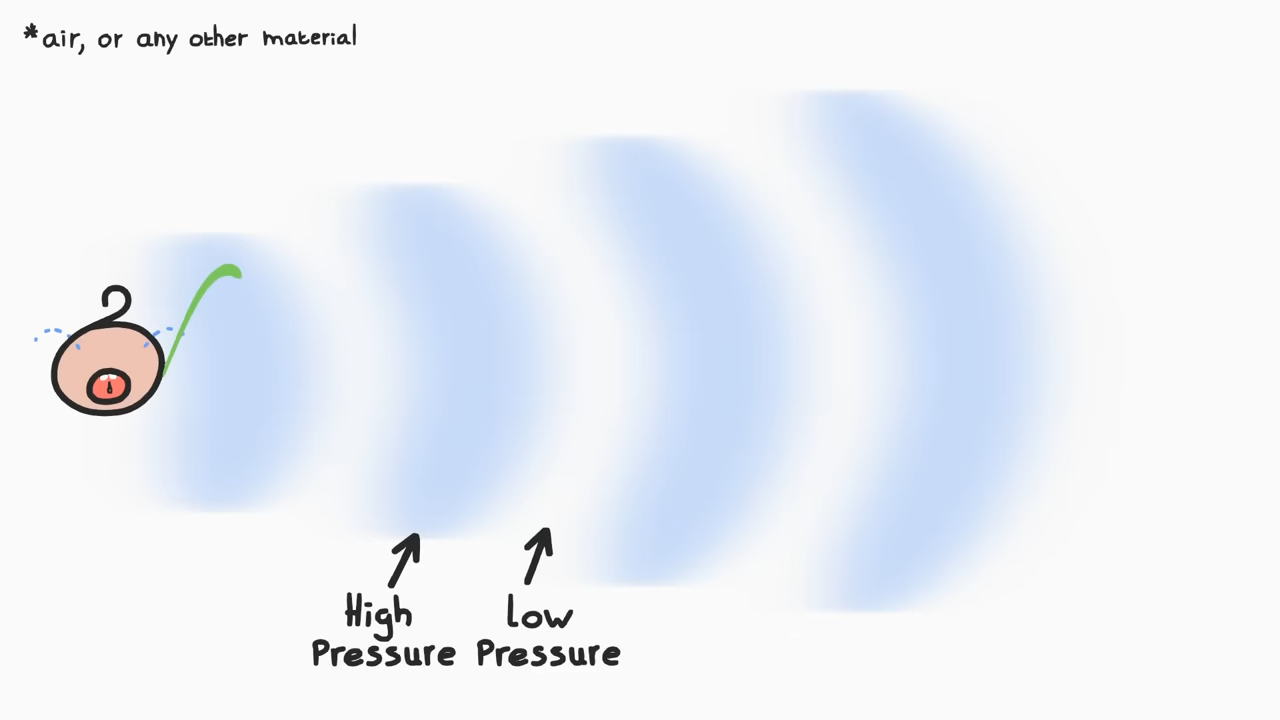 *air, or any other material
High
Pressure
Low
Pressure